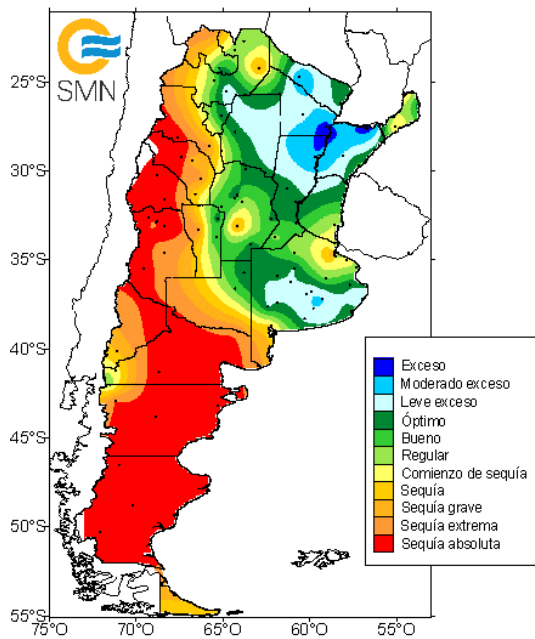 SMN
25°S
30°S
35°S
40°S
45°S
50°S
55°S
75°O
70°O
65°O
60°O
55°O
Exceso
Moderado exceso
Leve exceso
Óptimo
Bueno
Regular
Comienzo de sequía
Sequía
Sequía grave
Sequía extrema
Sequía absoluta